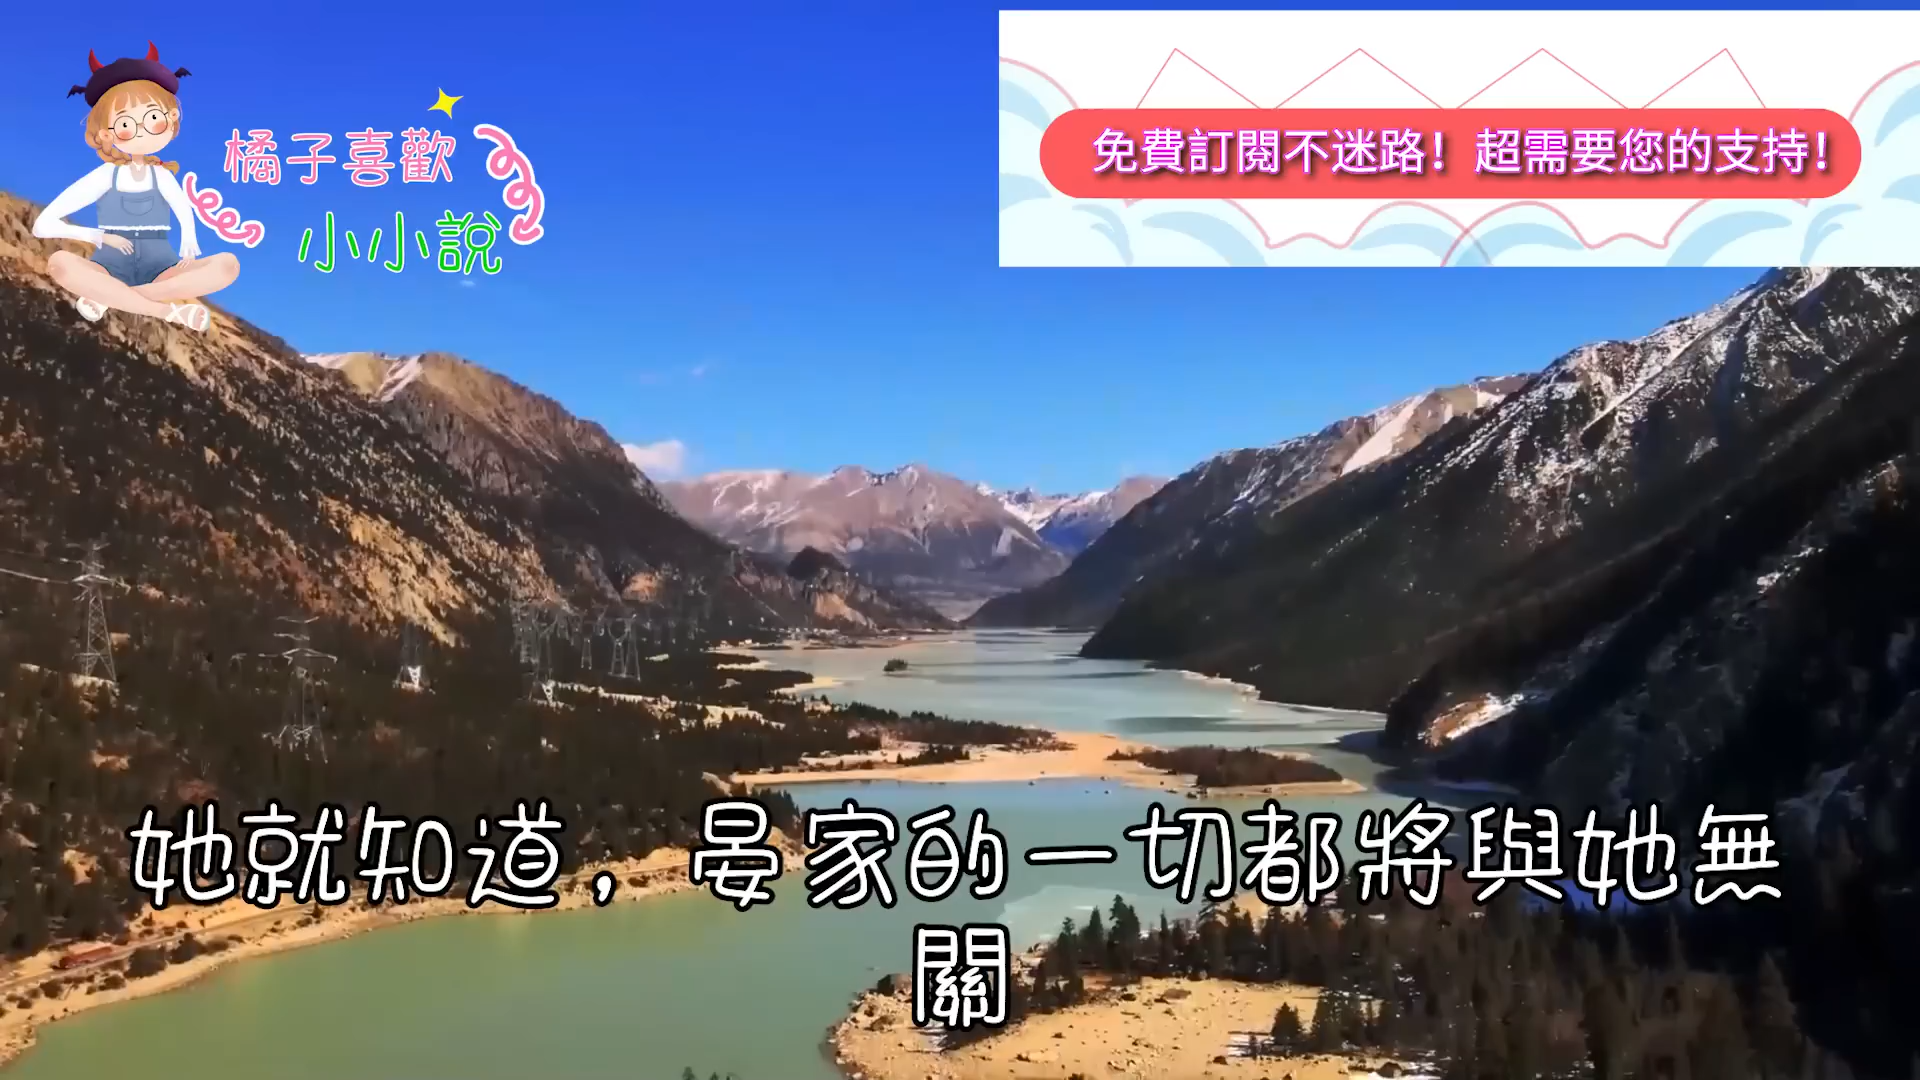 橘子喜歡
小小說
免費訂閱不迷路！超需要您的支持！
她就知道，晏家的一切都將與她無
關